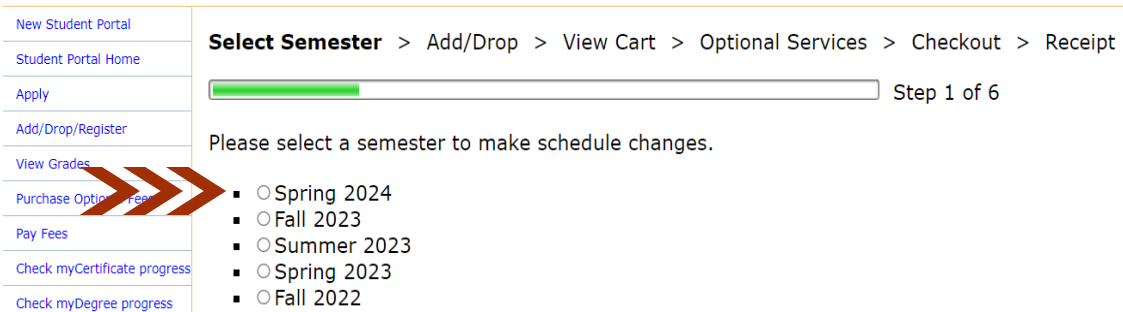 New Student Portal
Student Portal Home
Apply
Add/Drop/Register
View Grades
Purchase Optional Fees
Pay Fees
Check myCertificate progress
Check myDegree progress
Select Semester > Add/Drop > View Cart > Optional Services > Checkout > Receipt
Step 1 of 6
Please select a semester to make schedule changes.
Spring 2024
Fall 2023
Summer 2023
Spring 2023
Fall 2022